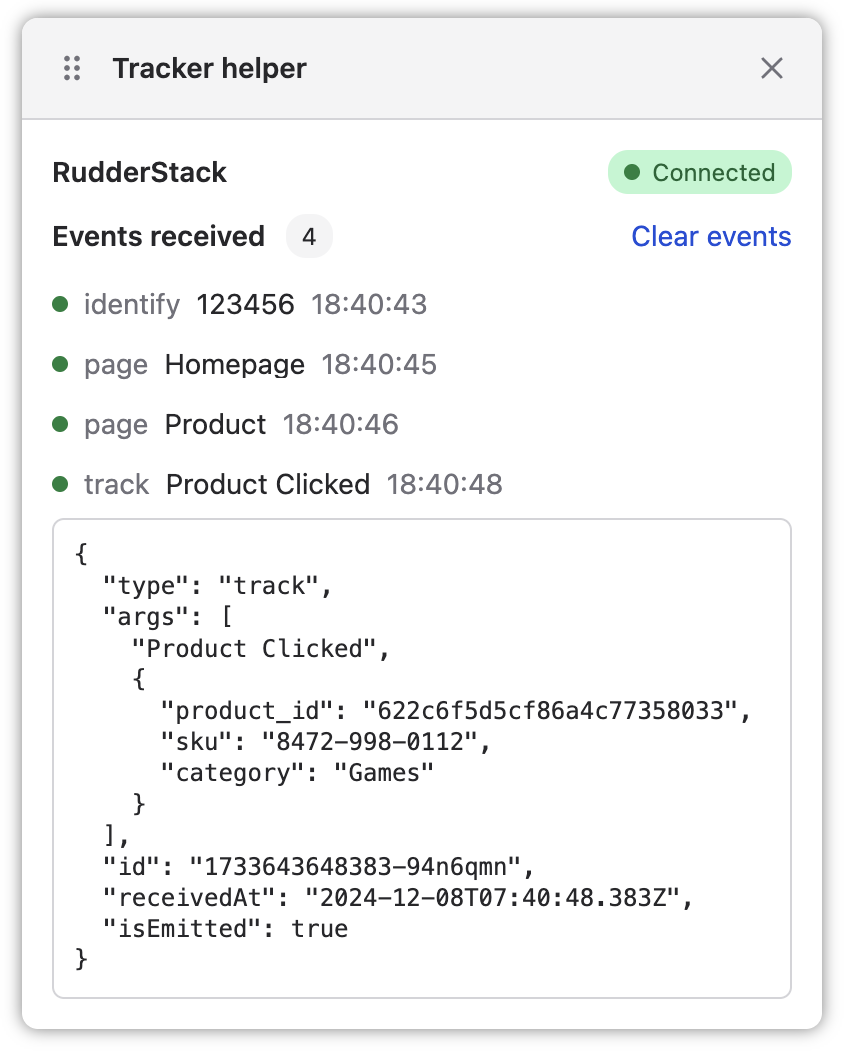 Tracker helper
RudderStack
Connected
Events received 4
Clear events
identify 123456 18:40:43
page Homepage 18:40:45
page Product 18:40:46
track Product Clicked 18:40:48
{
  "type": "track",
  "args": [
    "Product Clicked",
    {
      "product_id": "622c6f5d5cf86a4c77358033",
      "sku": "8472-998-0112",
      "category": "Games"
    }
  ],
  "id": "1733643648383-94n6qmn",
  "receivedAt": "2024-12-08T07:40:48.383Z",
  "isEmitted": true
}